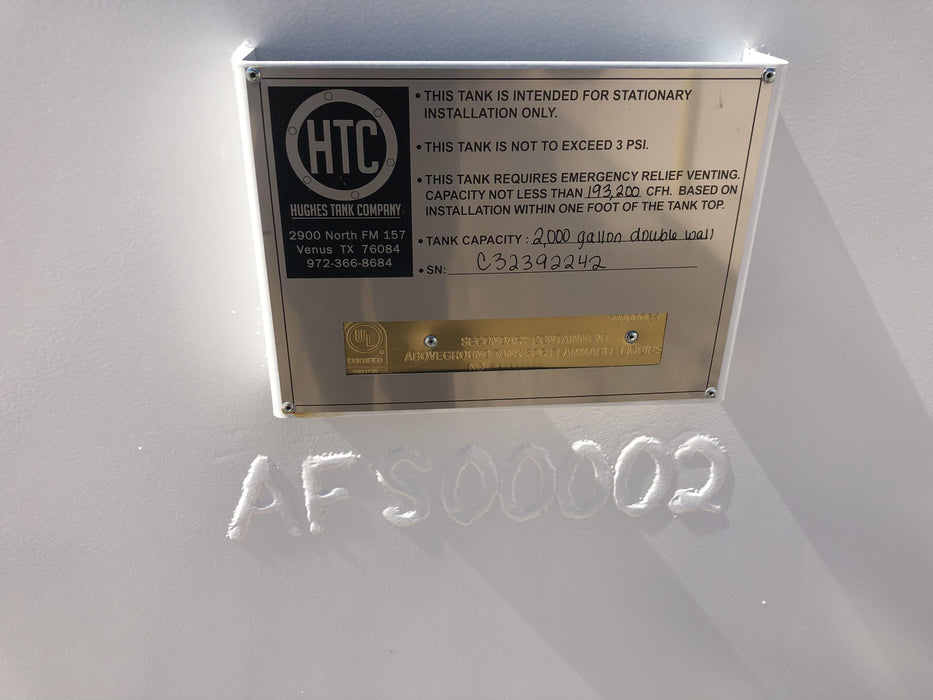 HTC
HUGHES TANK COMPANY
2900 North FM 157
Venus TX 76084
972-366-8684
• THIS TANK IS INTENDED FOR STATIONARY
INSTALLATION ONLY.
• THIS TANK IS NOT TO EXCEED 3 PSI.
• THIS TANK REQUIRES EMERGENCY RELIEF VENTING.
CAPACITY NOT LESS THAN 193,200 CFH. BASED ON
INSTALLATION WITHIN ONE FOOT OF THE TANK TOP.
• TANK CAPACITY : 2,000 gallon double wall
• SN: C32392242
UL
CERTIFIED
SECONDARY CONTAINMENT
ABOVEGROUND TANK FOR FLAMMABLE LIQUIDS
NO.
AFS00002